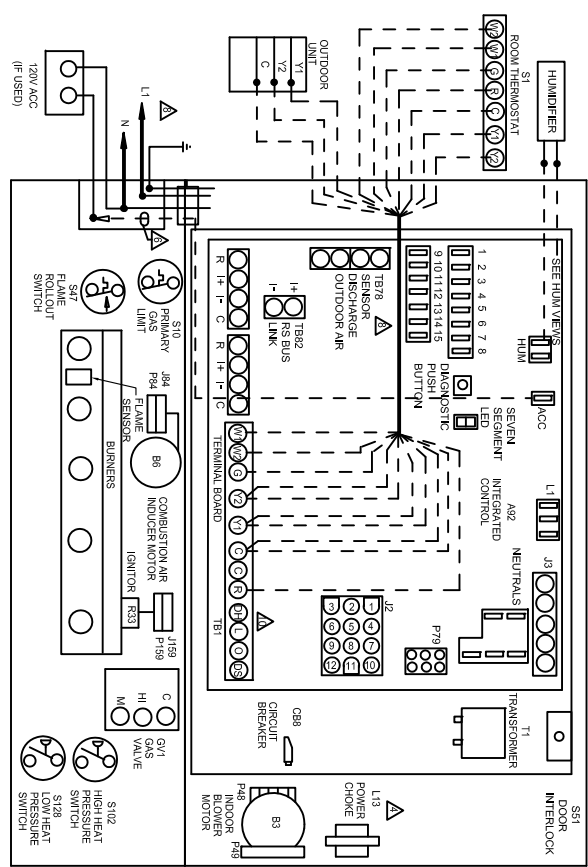 S1
ROOM THERMOSTAT
W2
W1
G
R
C
Y1
Y2
HUMIDIFIER
OUTDOOR
UNIT
Y1
Y2
C
120V ACC
(IF USED)
L1
8
N
6
SEE HUM VIEWS
HUM
ACC
1 2 3 4 5 6 7 8
9 10 11 12 13 14 15
DIAGNOSTIC
PUSH
BUTTON
SEVEN
SEGMENT
LED
TB78
SENSOR
DISCHARGE
OUTDOOR AIR
8
I+
I-
TB82
RS BUS
LINK
R I+ I- C
R I+ I- C
A92
INTEGRATED
CONTROL
L1
NEUTRALS
J3
W1
W2
G
Y2
Y1
C
C
R
DH
L
O
DS
TERMINAL BOARD
TB1
10
J2
3 2 1
6 5 4
9 8 7
12 11 10
P79
S51
DOOR
INTERLOCK
T1
TRANSFORMER
CB8
CIRCUIT
BREAKER
4
L13
POWER
CHOKE
P48
INDOOR
BLOWER
MOTOR
B3
P49
S10
PRIMARY
GAS
LIMIT
S47
FLAME
ROLLOUT
SWITCH
J84
P84
FLAME
SENSOR
B6
COMBUSTION AIR
INDUCER MOTOR
BURNERS
IGNITOR
R33
J159
P159
GV1
GAS
VALVE
C
HI
M
S102
HIGH HEAT
PRESSURE
SWITCH
S128
LOW HEAT
PRESSURE
SWITCH